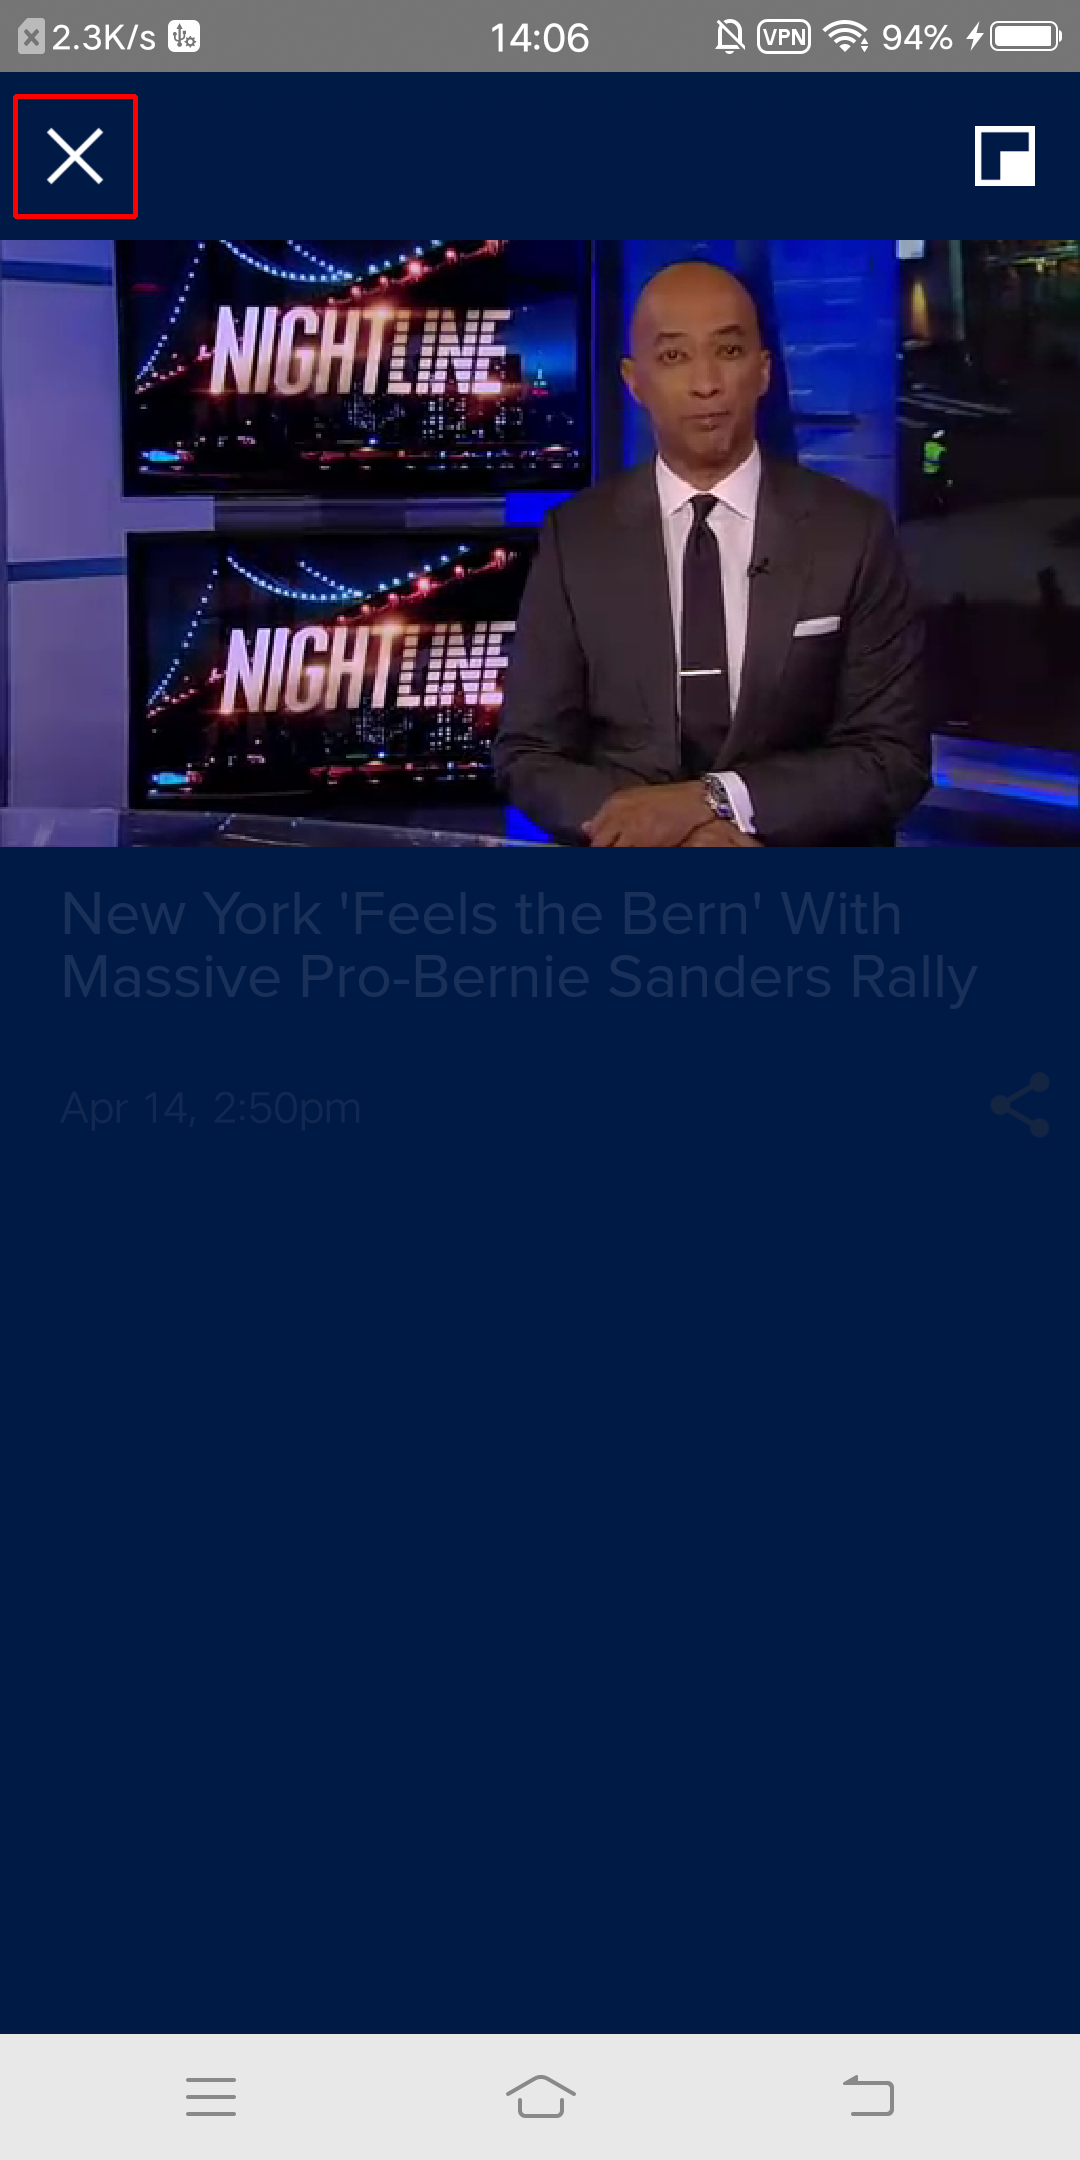 2.3K/s
14:06
VPN
94%
NIGHTLINE
NIGHTLINE
New York 'Feels the Bern' With
Massive Pro-Bernie Sanders Rally
Apr 14, 2:50pm